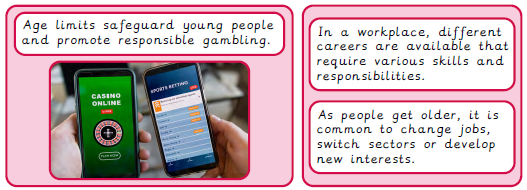 Age limits safeguard young people
and promote responsible gambling.
CASINO
ONLINE
PLAY NOW
SPORTS BETTING
In a workplace, different
careers are available that
require various skills and
responsibilities.
As people get older, it is
common to change jobs,
switch sectors or develop
new interests.